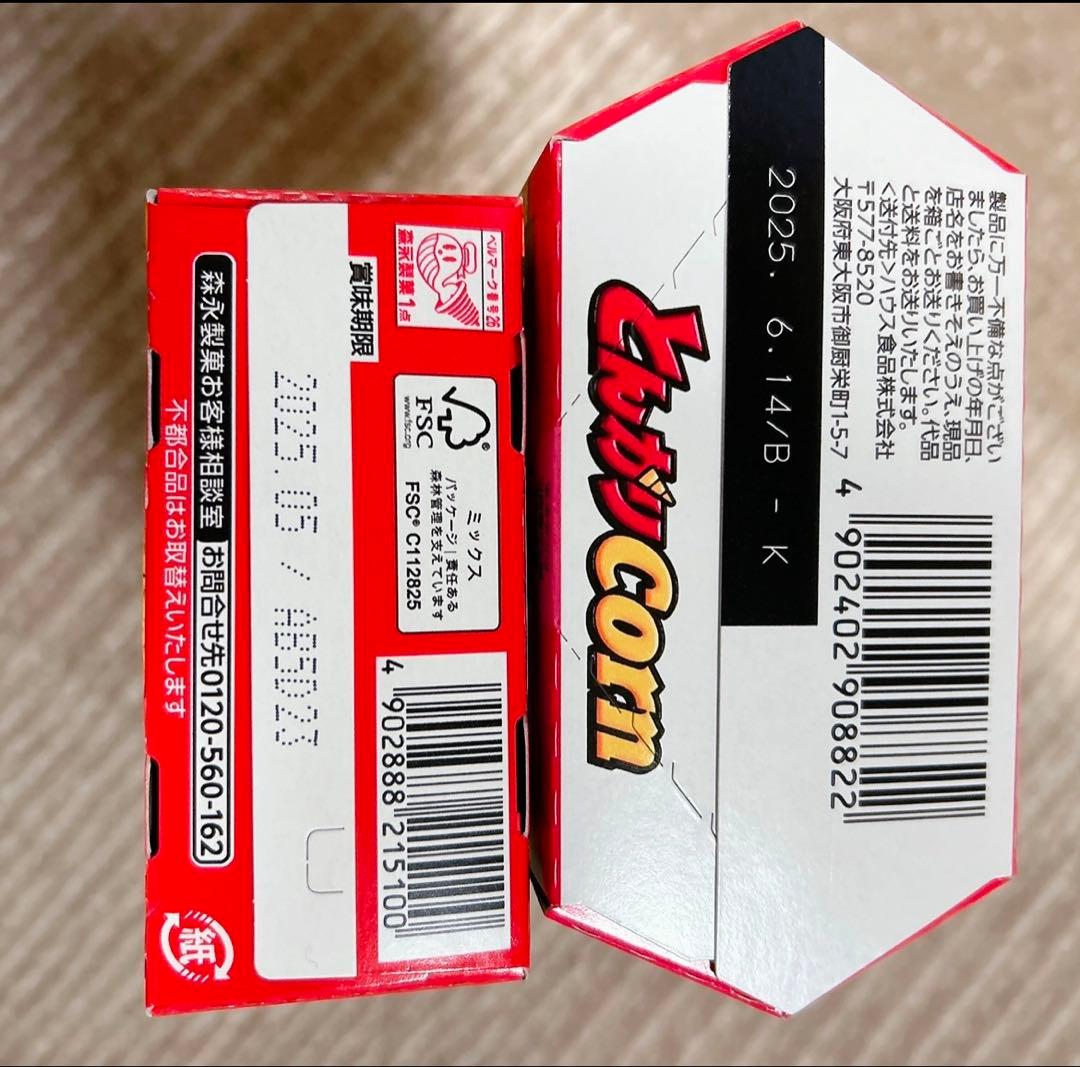 ベルマーク番号26
森永製菓1点
賞味期限
2025.05 / AB5D23
FSC®
www.fsc.org
ミックス
パッケージ|責任ある
森林管理を支えています
FSC® C112825
4 902888 215100
森永製菓お客様相談室 お問合せ先0120-560-162
不都合品はお取替えいたします
紙
製品に万一不備な点がござい
ましたら、お買い上げの年月日、
店名をお書きそえのうえ、現品
を箱ごとお送りください。代品
と送料をお送りいたします。
<送付先>ハウス食品株式会社
〒577-8520
大阪府東大阪市御厨栄町1-5-7
4 902402 908822
2025. 6. 14/B - K
とんがりCorn